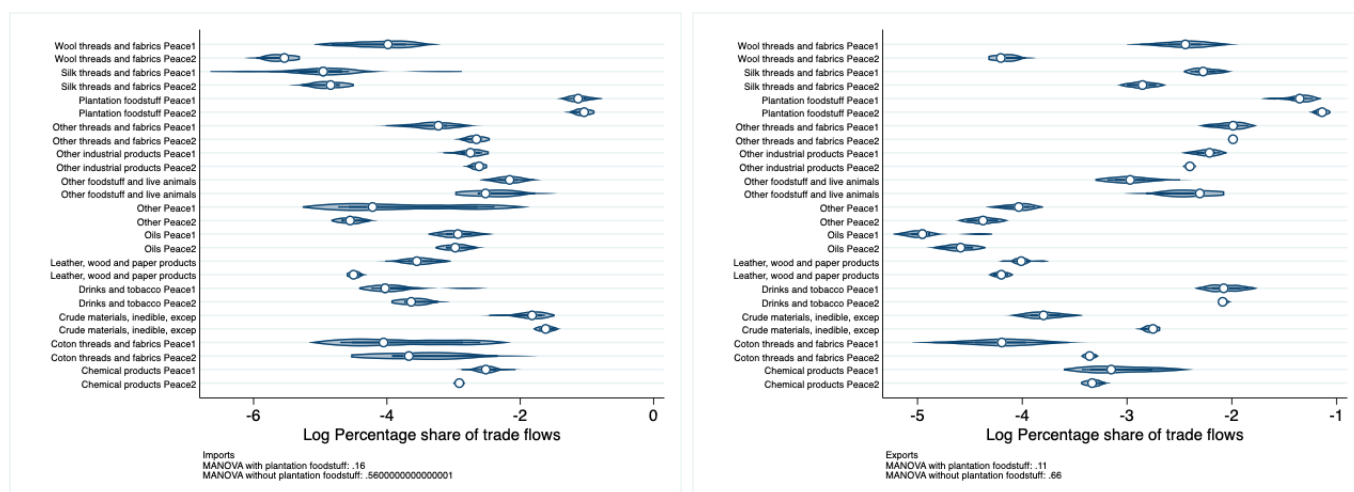 Wool threads and fabrics Peace1
Wool threads and fabrics Peace2
Silk threads and fabrics Peace1
Silk threads and fabrics Peace2
Plantation foodstuff Peace1
Plantation foodstuff Peace2
Other threads and fabrics Peace1
Other threads and fabrics Peace2
Other industrial products Peace1
Other industrial products Peace2
Other foodstuff and live animals
Other foodstuff and live animals
Other Peace1
Other Peace2
Oils Peace1
Oils Peace2
Leather, wood and paper products
Leather, wood and paper products
Drinks and tobacco Peace1
Drinks and tobacco Peace2
Crude materials, inedible, excep
Crude materials, inedible, excep
Coton threads and fabrics Peace1
Coton threads and fabrics Peace2
Chemical products Peace1
Chemical products Peace2
-6 -4 -2 0
Log Percentage share of trade flows
Imports
MANOVA with plantation foodstuff: .16
MANOVA without plantation foodstuff: .5600000000000001
Wool threads and fabrics Peace1
Wool threads and fabrics Peace2
Silk threads and fabrics Peace1
Silk threads and fabrics Peace2
Plantation foodstuff Peace1
Plantation foodstuff Peace2
Other threads and fabrics Peace1
Other threads and fabrics Peace2
Other industrial products Peace1
Other industrial products Peace2
Other foodstuff and live animals
Other foodstuff and live animals
Other Peace1
Other Peace2
Oils Peace1
Oils Peace2
Leather, wood and paper products
Leather, wood and paper products
Drinks and tobacco Peace1
Drinks and tobacco Peace2
Crude materials, inedible, excep
Crude materials, inedible, excep
Coton threads and fabrics Peace1
Coton threads and fabrics Peace2
Chemical products Peace1
Chemical products Peace2
-5 -4 -3 -2 -1
Log Percentage share of trade flows
Exports
MANOVA with plantation foodstuff: .11
MANOVA without plantation foodstuff: .66